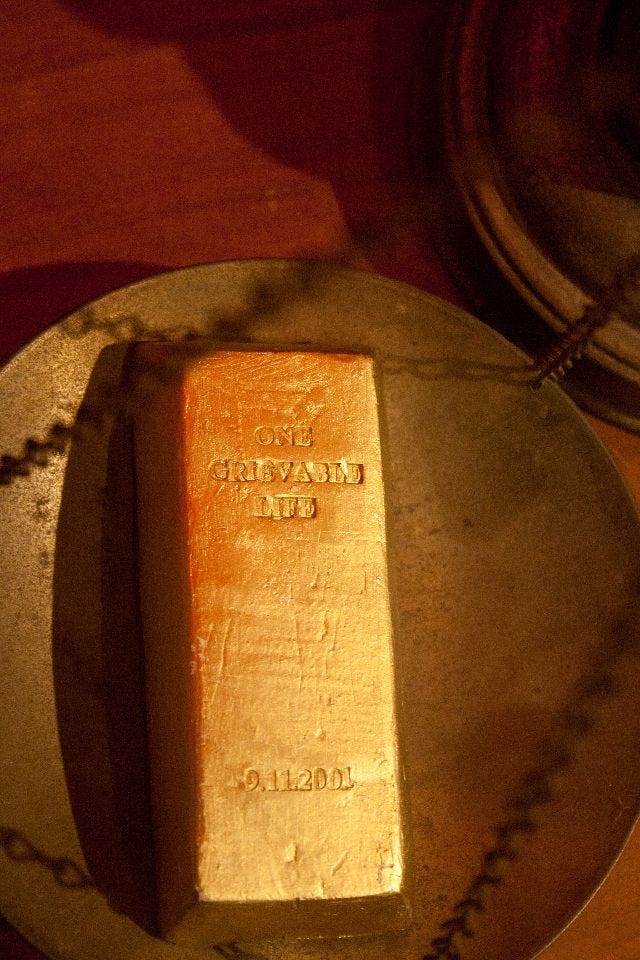 ONE
GRIEVABLE
LIFE
9.11.2001